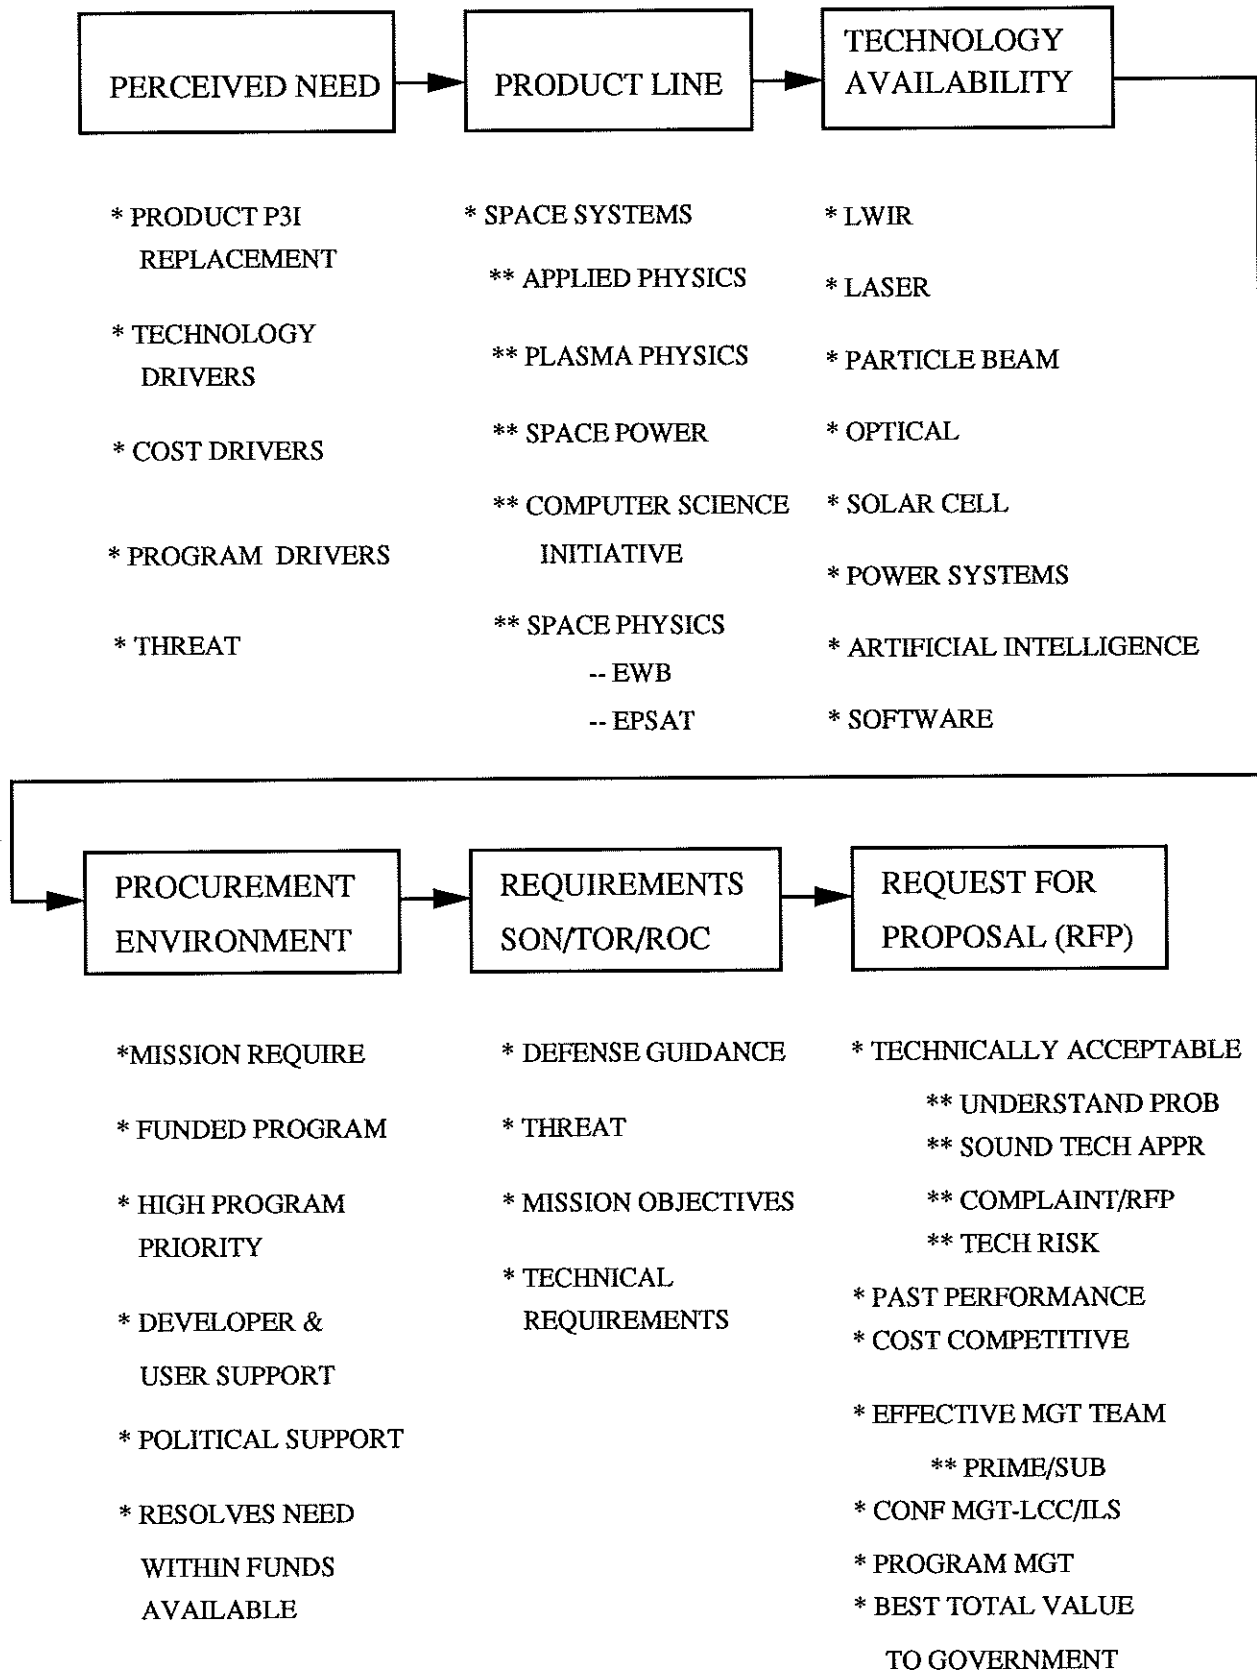 PERCEIVED NEED
PRODUCT LINE
TECHNOLOGY
AVAILABILITY
* PRODUCT P3I
REPLACEMENT
* TECHNOLOGY
DRIVERS
* COST DRIVERS
* PROGRAM DRIVERS
* THREAT
* SPACE SYSTEMS
** APPLIED PHYSICS
** PLASMA PHYSICS
** SPACE POWER
** COMPUTER SCIENCE
INITIATIVE
** SPACE PHYSICS
-- EWB
-- EPSAT
* LWIR
* LASER
* PARTICLE BEAM
* OPTICAL
* SOLAR CELL
* POWER SYSTEMS
* ARTIFICIAL INTELLIGENCE
* SOFTWARE
PROCUREMENT
ENVIRONMENT
REQUIREMENTS
SON/TOR/ROC
REQUEST FOR
PROPOSAL (RFP)
*MISSION REQUIRE
* FUNDED PROGRAM
* HIGH PROGRAM
PRIORITY
* DEVELOPER &
USER SUPPORT
* POLITICAL SUPPORT
* RESOLVES NEED
WITHIN FUNDS
AVAILABLE
* DEFENSE GUIDANCE
* THREAT
* MISSION OBJECTIVES
* TECHNICAL
REQUIREMENTS
* TECHNICALLY ACCEPTABLE
** UNDERSTAND PROB
** SOUND TECH APPR
** COMPLAINT/RFP
** TECH RISK
* PAST PERFORMANCE
* COST COMPETITIVE
* EFFECTIVE MGT TEAM
** PRIME/SUB
* CONF MGT-LCC/ILS
* PROGRAM MGT
* BEST TOTAL VALUE
TO GOVERNMENT